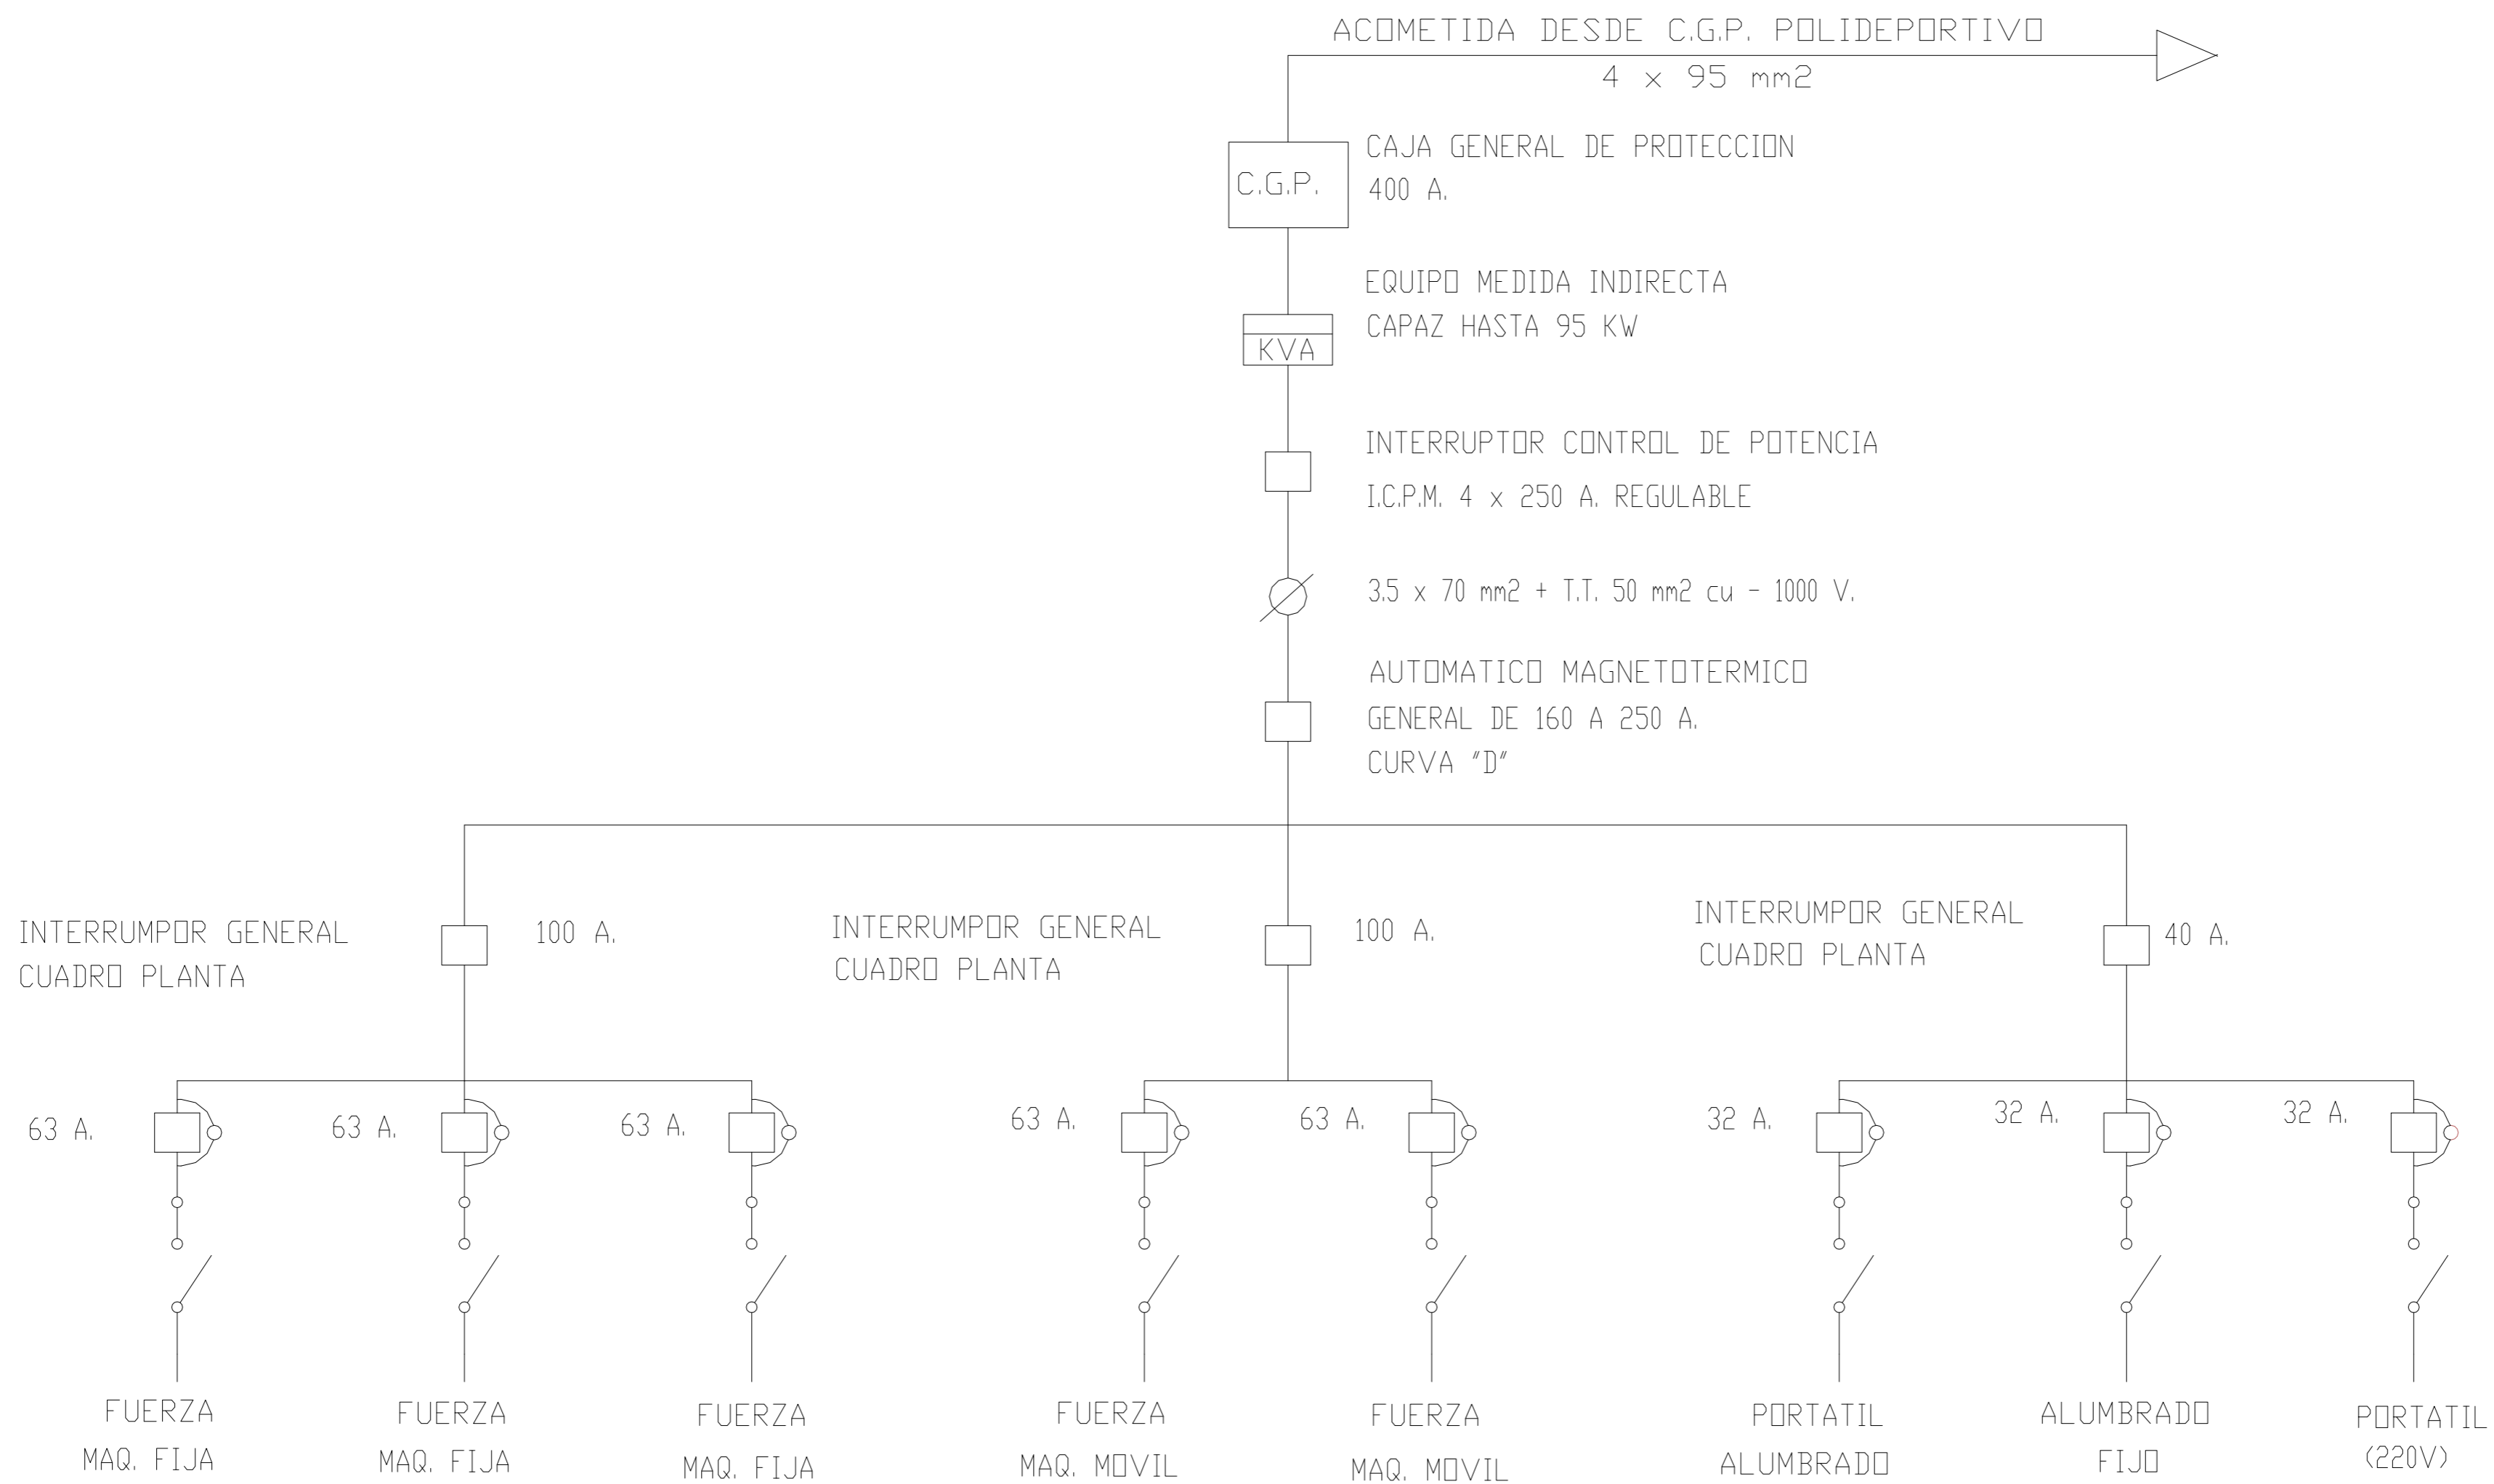 ACOMETIDA DESDE C.G.P. POLIDEPORTIVO
4 x 95 mm2
C.G.P.
CAJA GENERAL DE PROTECCION
400 A.
EQUIPO MEDIDA INDIRECTA
CAPAZ HASTA 95 KW
KVA
INTERRUPTOR CONTROL DE POTENCIA
I.C.P.M. 4 x 250 A. REGULABLE
3.5 x 70 mm2 + T.T. 50 mm2 cu - 1000 V.
AUTOMATICO MAGNETOTERMICO
GENERAL DE 160 A 250 A.
CURVA "D"
INTERRUMPOR GENERAL
CUADRO PLANTA
100 A.
INTERRUMPOR GENERAL
CUADRO PLANTA
100 A.
INTERRUMPOR GENERAL
CUADRO PLANTA
40 A.
63 A.
63 A.
63 A.
63 A.
63 A.
32 A.
32 A.
32 A.
FUERZA
MAQ. FIJA
FUERZA
MAQ. FIJA
FUERZA
MAQ. FIJA
FUERZA
MAQ. MOVIL
FUERZA
MAQ. MOVIL
PORTATIL
ALUMBRADO
ALUMBRADO
FIJO
PORTATIL
(220V)